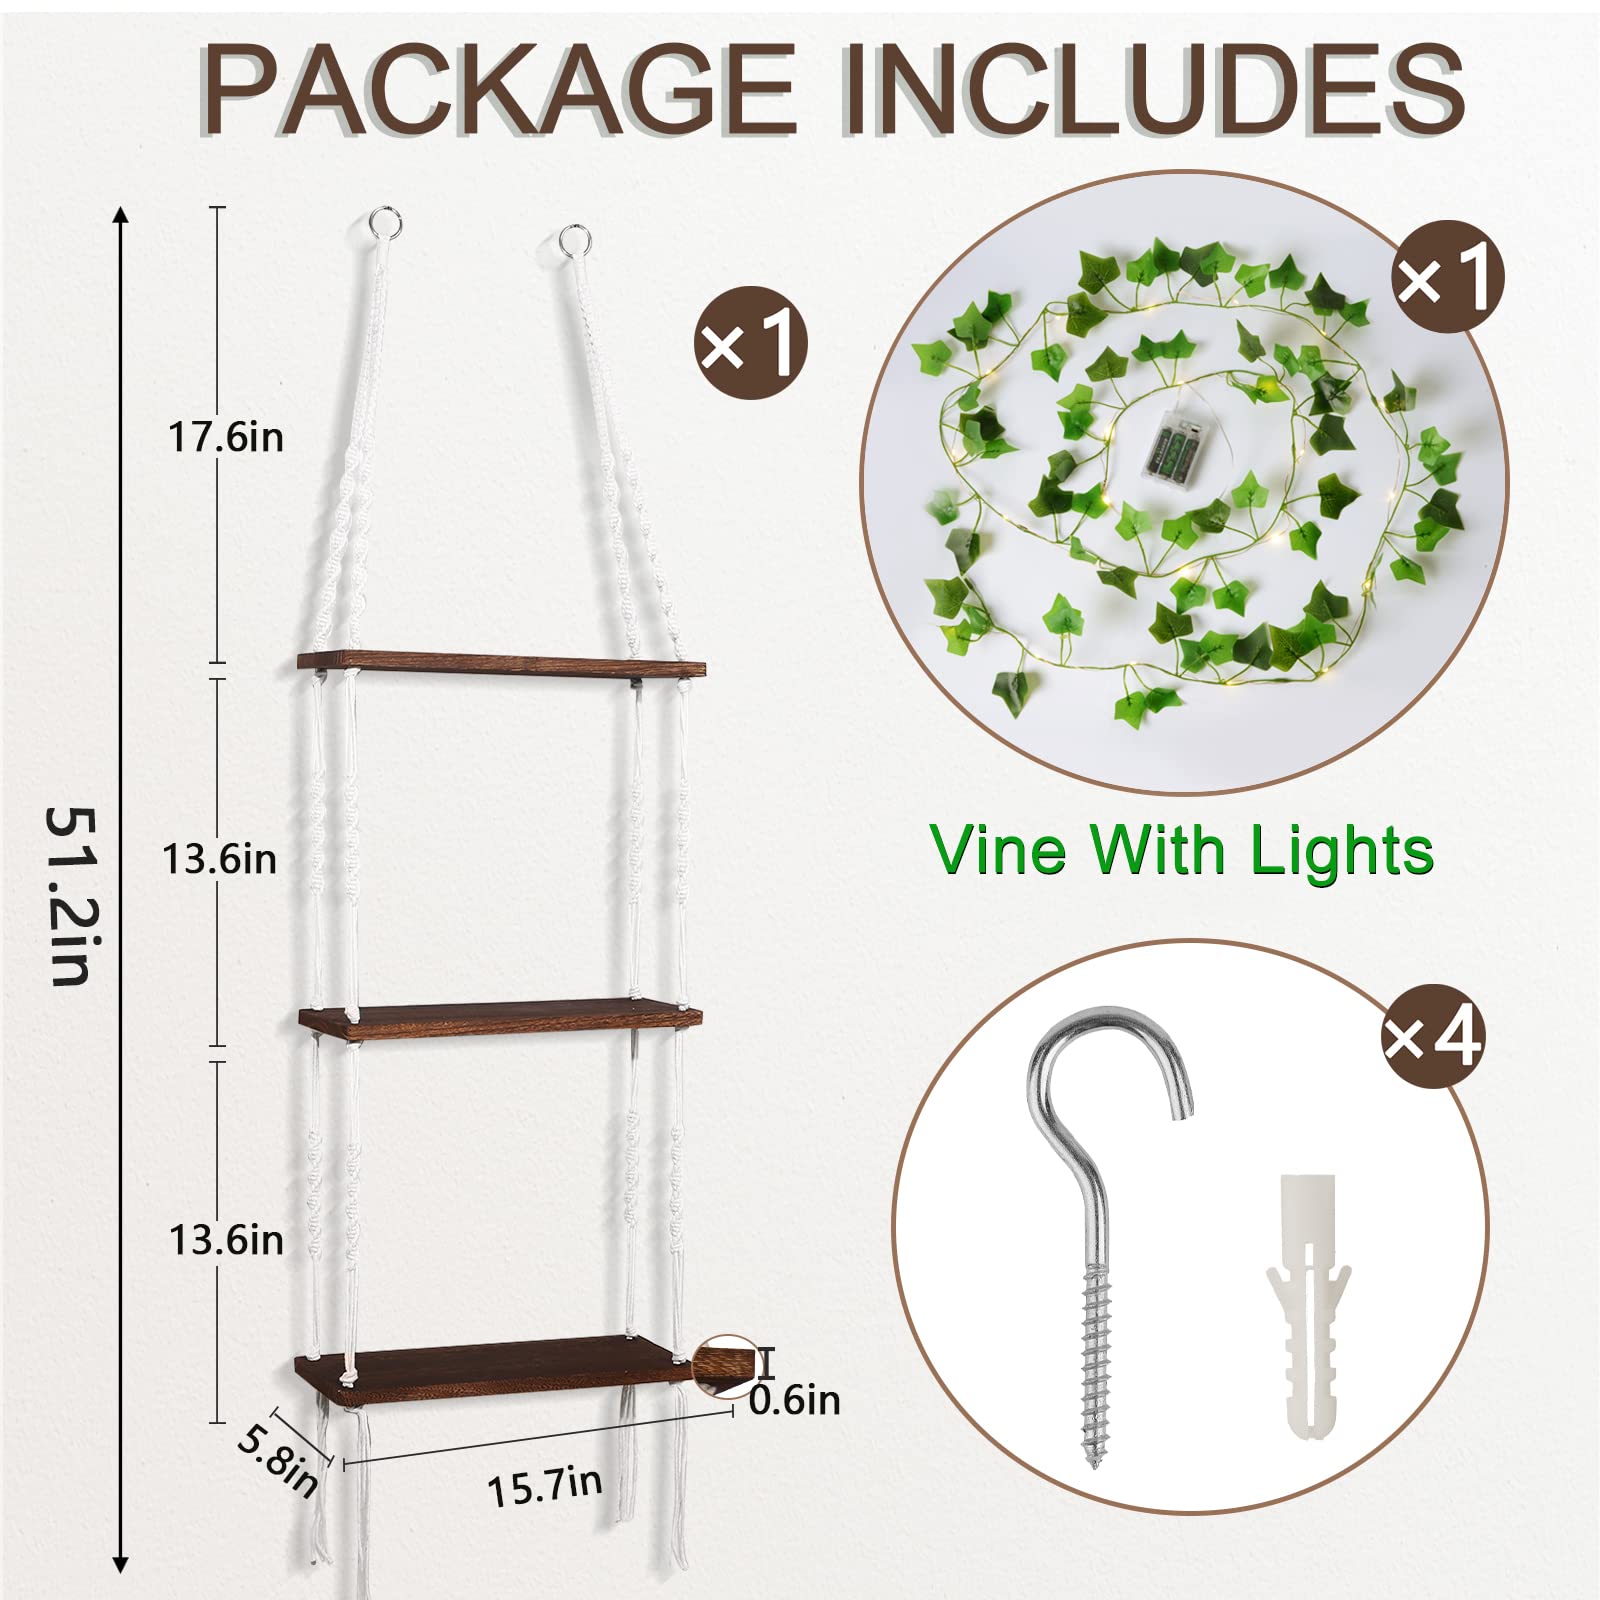 PACKAGE INCLUDES
×1
×1
17.6in
13.6in
51.2in
Vine With Lights
×4
13.6in
0.6in
5.8in
15.7in